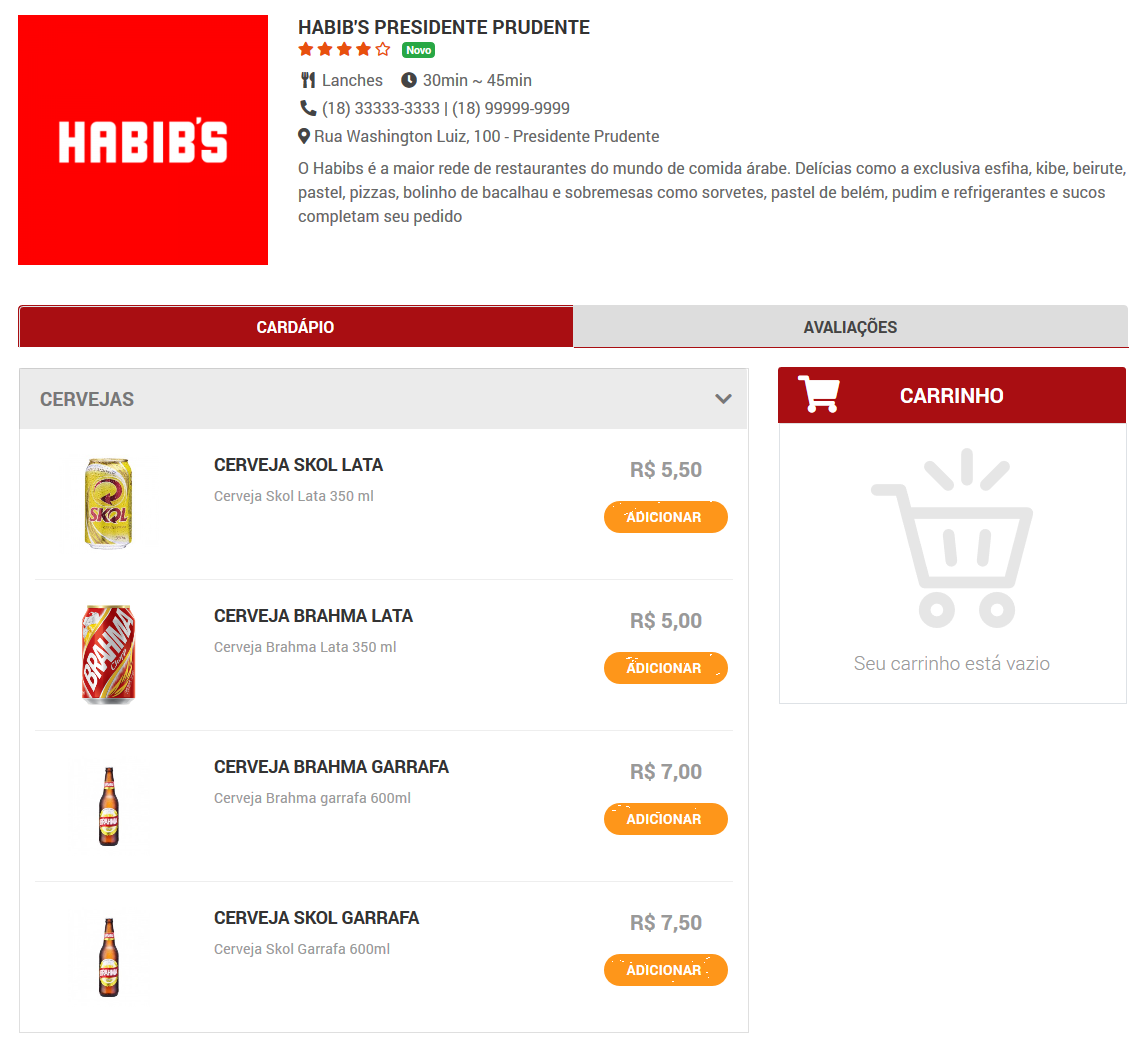 HABIB'S
HABIB'S PRESIDENTE PRUDENTE
Novo
Lanches 30min ~ 45min
(18) 33333-3333 | (18) 99999-9999
Rua Washington Luiz, 100 - Presidente Prudente
O Habibs é a maior rede de restaurantes do mundo de comida árabe. Delícias como a exclusiva esfiha, kibe, beirute,
pastel, pizzas, bolinho de bacalhau e sobremesas como sorvetes, pastel de belém, pudim e refrigerantes e sucos
completam seu pedido
CARDÁPIO
AVALIAÇÕES
CERVEJAS
SKOL
CERVEJA SKOL LATA
Cerveja Skol Lata 350 ml
R$ 5,50
ADICIONAR
BRAHMA
Chopp
CERVEJA BRAHMA LATA
Cerveja Brahma Lata 350 ml
R$ 5,00
ADICIONAR
BRAHMA
CERVEJA BRAHMA GARRAFA
Cerveja Brahma garrafa 600ml
R$ 7,00
ADICIONAR
BRAHMA
CERVEJA SKOL GARRAFA
Cerveja Skol Garrafa 600ml
R$ 7,50
ADICIONAR
CARRINHO
Seu carrinho está vazio